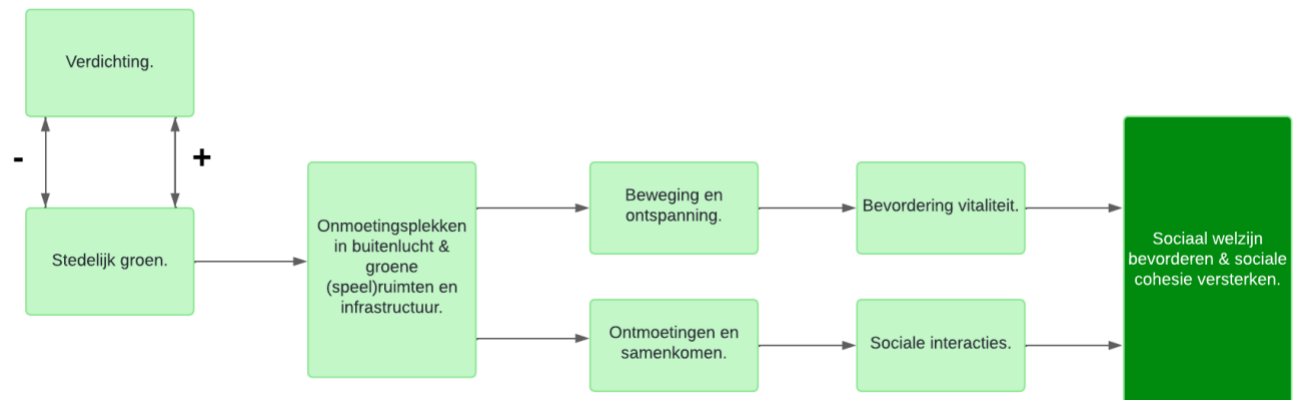 Verdichting.
-
+
Stedelijk groen.
Onmoetingsplekken
in buitenlucht &
groene
(speel)ruimten en
infrastructuur.
Beweging en
ontspanning.
Bevordering vitaliteit.
Ontmoetingen en
samenkomen.
Sociale interacties.
Sociaal welzijn
bevorderen & sociale
cohesie versterken.